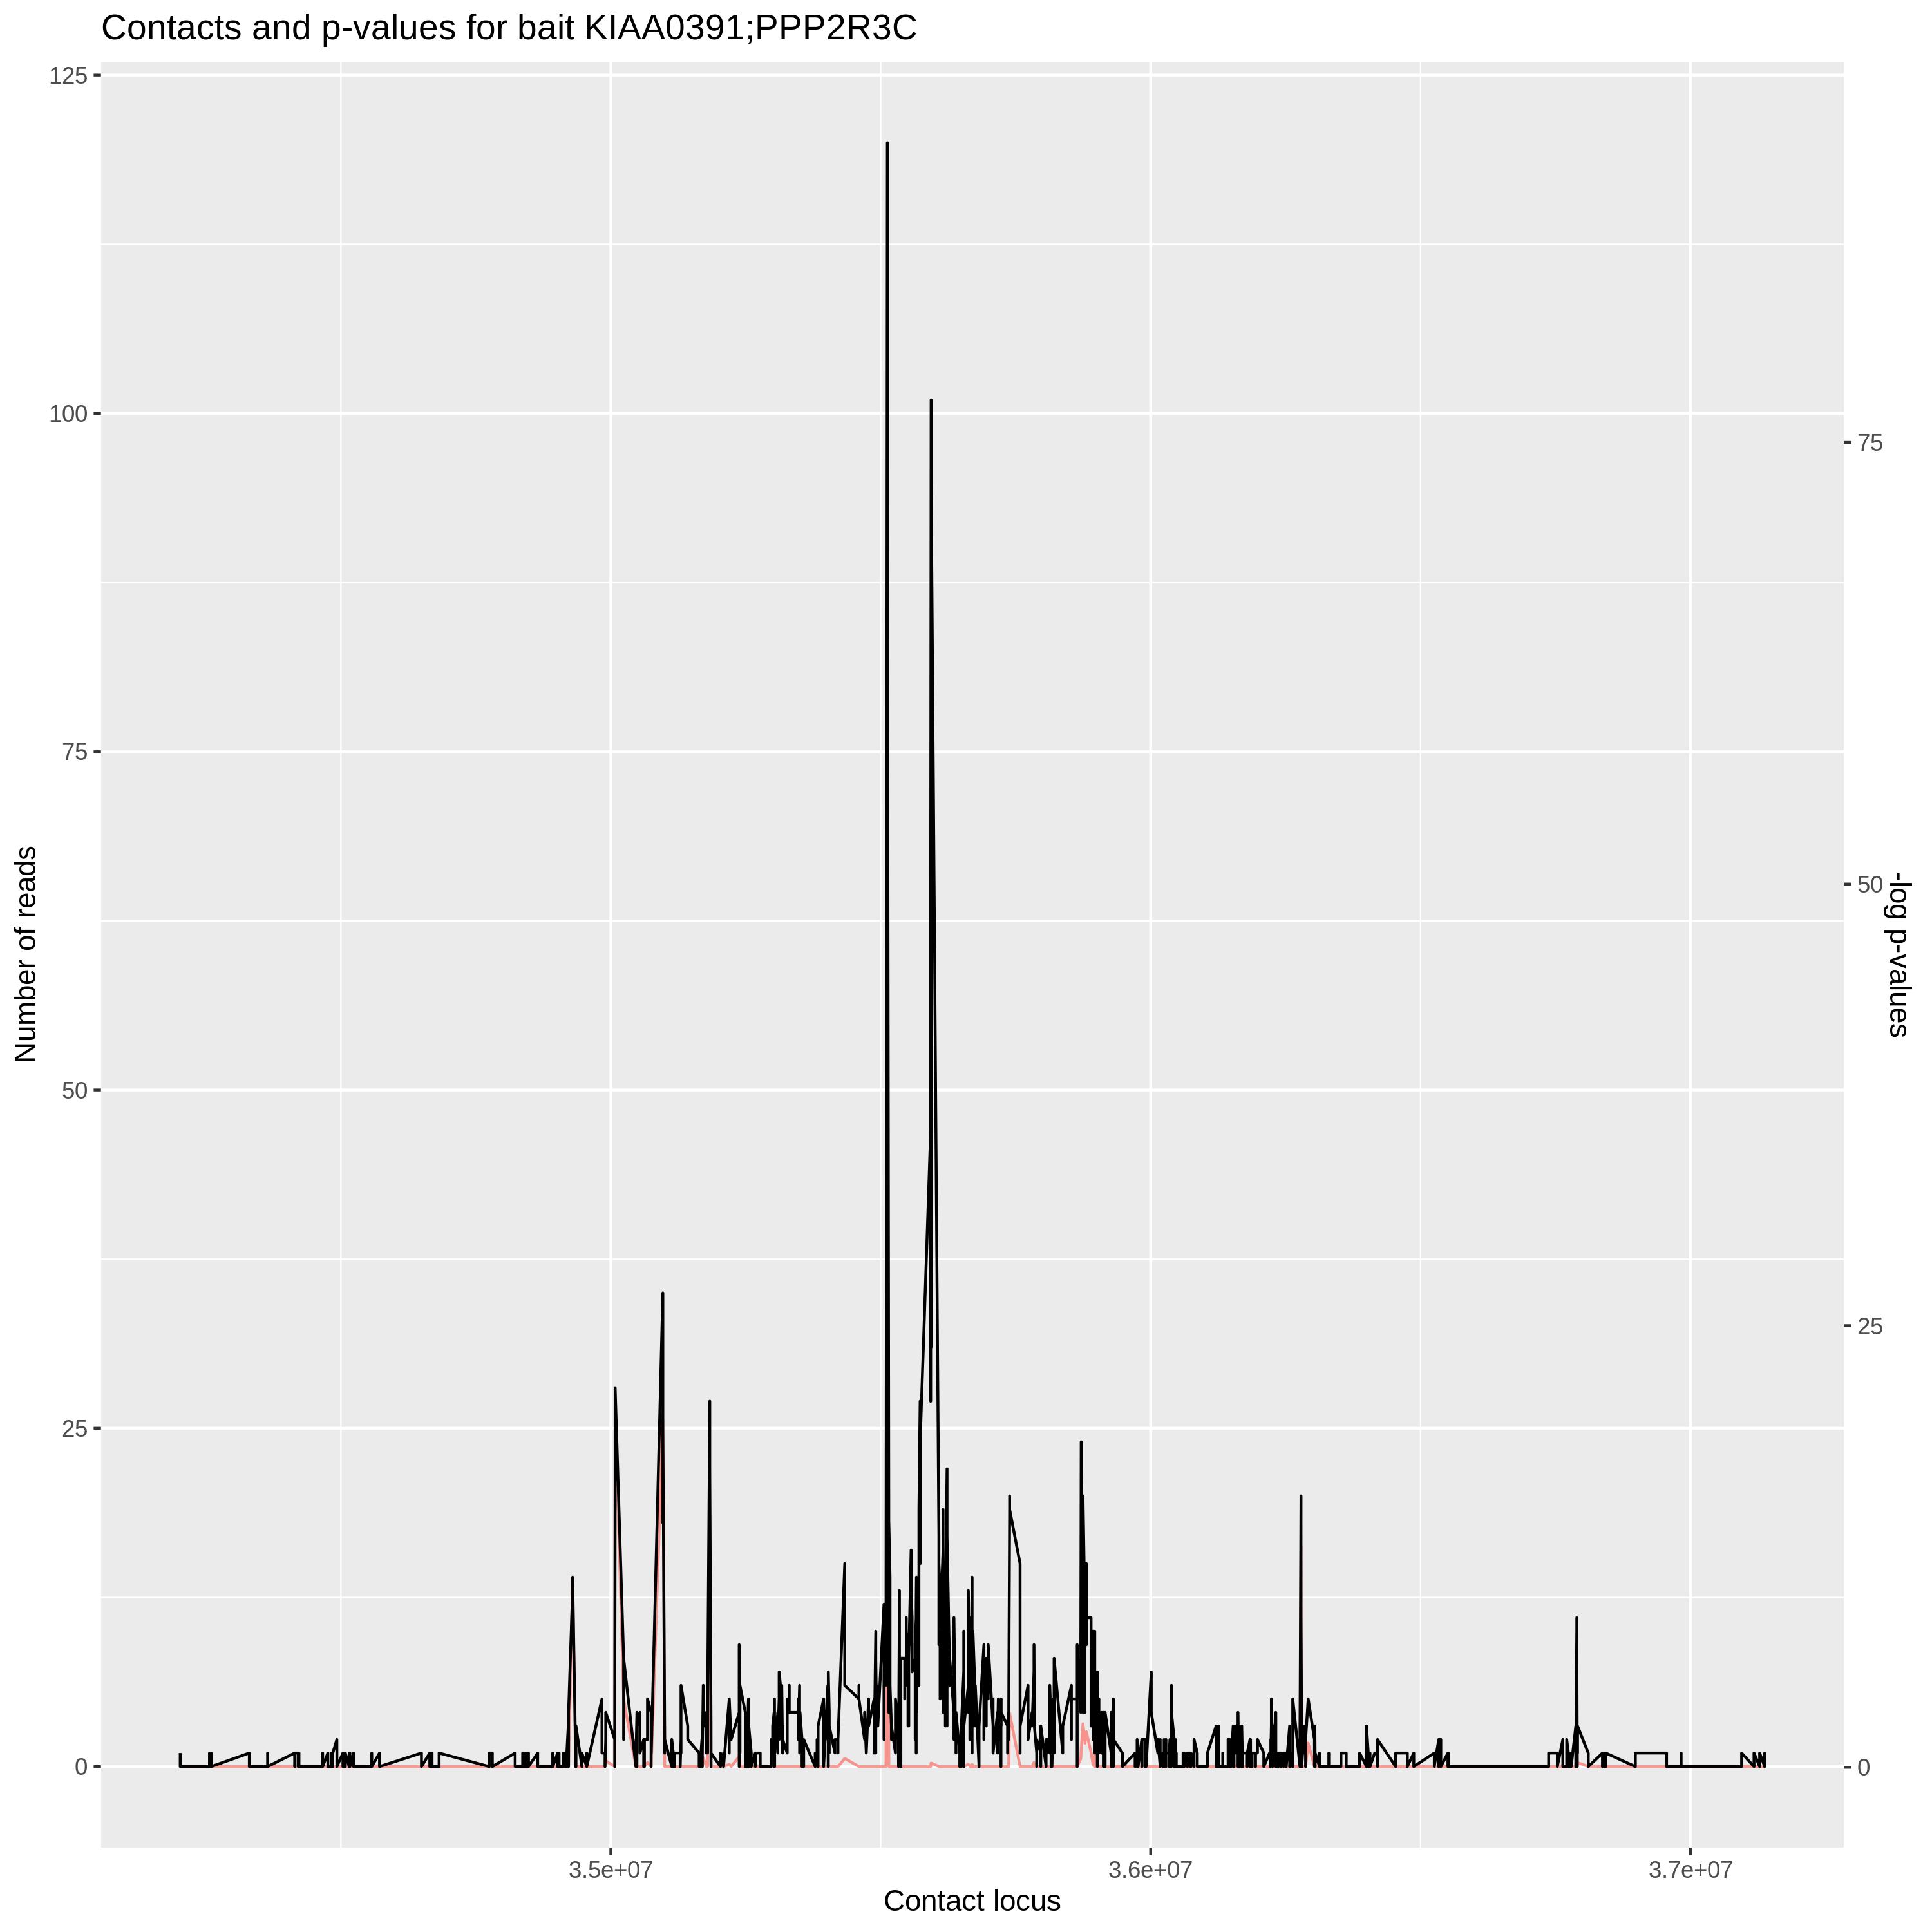 Contacts and p-values for bait KIAA0391;PPP2R3C
125
100
75
50
25
0
Number of reads
75
50
25
0
-log p-values
3.5e+07
3.6e+07
3.7e+07
Contact locus